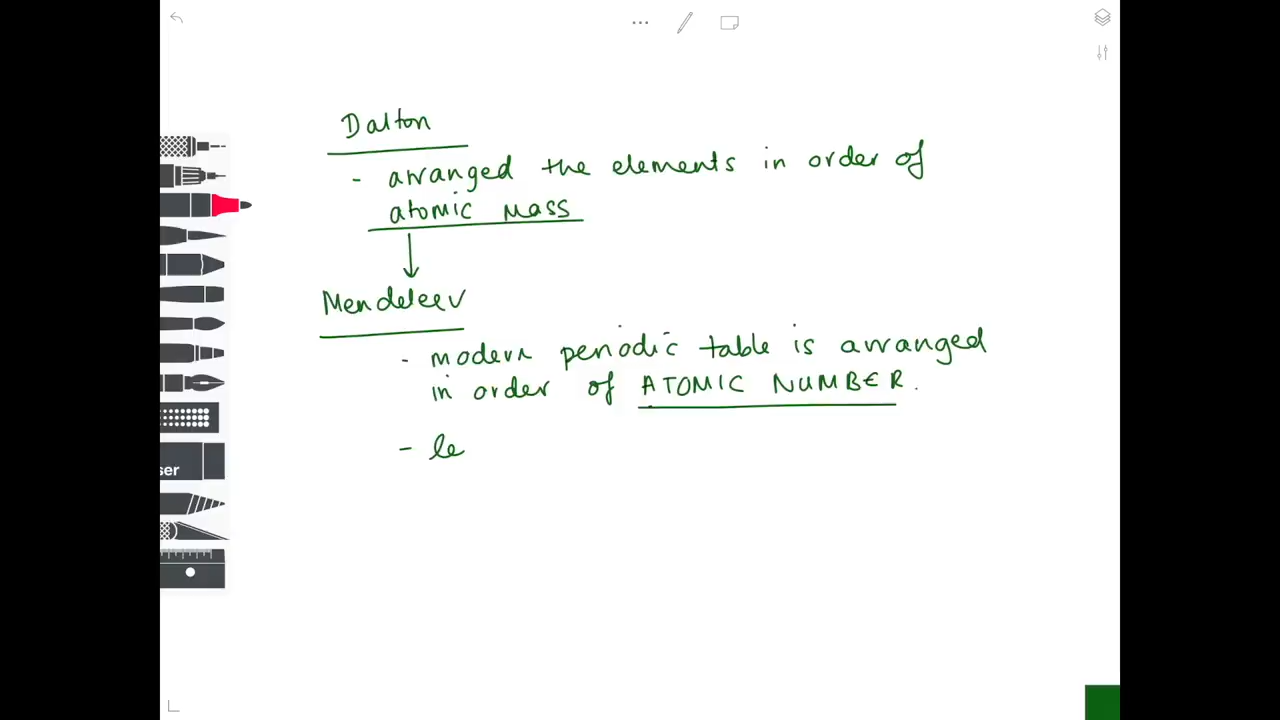 Dalton
- arranged the elements in order of
atomic mass
Mendeleev
- modern periodic table is arranged
in order of ATOMIC NUMBER.
- le
ser